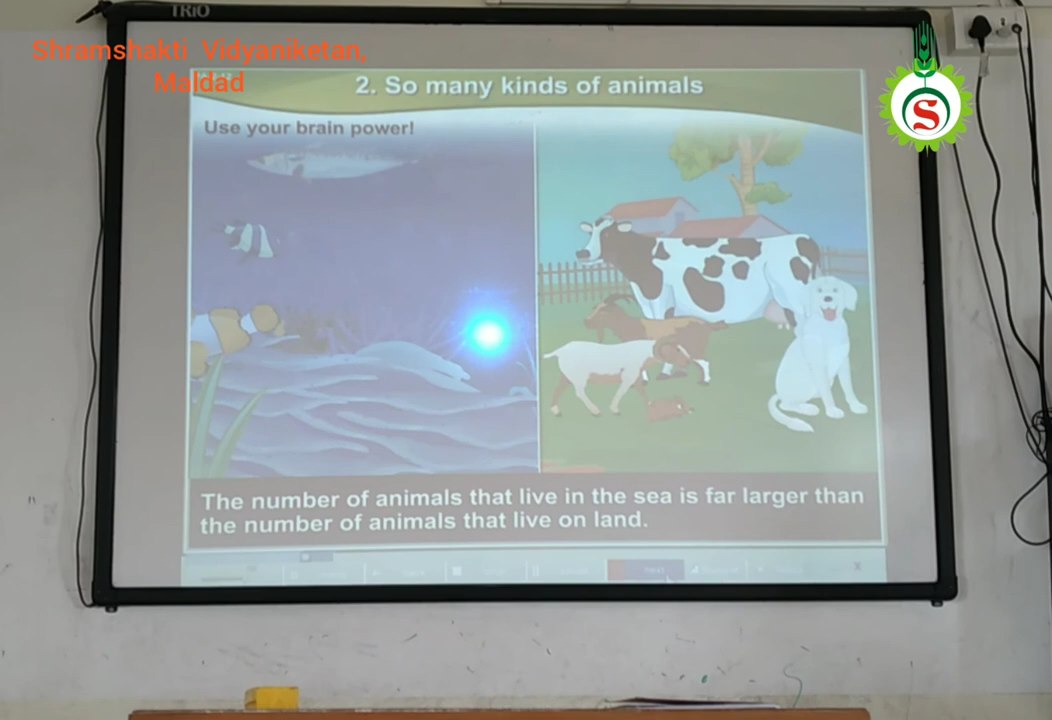 TRiO
Shramshakti Vidyaniketan,
Maldad
S
2. So many kinds of animals
Use your brain power!
The number of animals that live in the sea is far larger than
the number of animals that live on land.